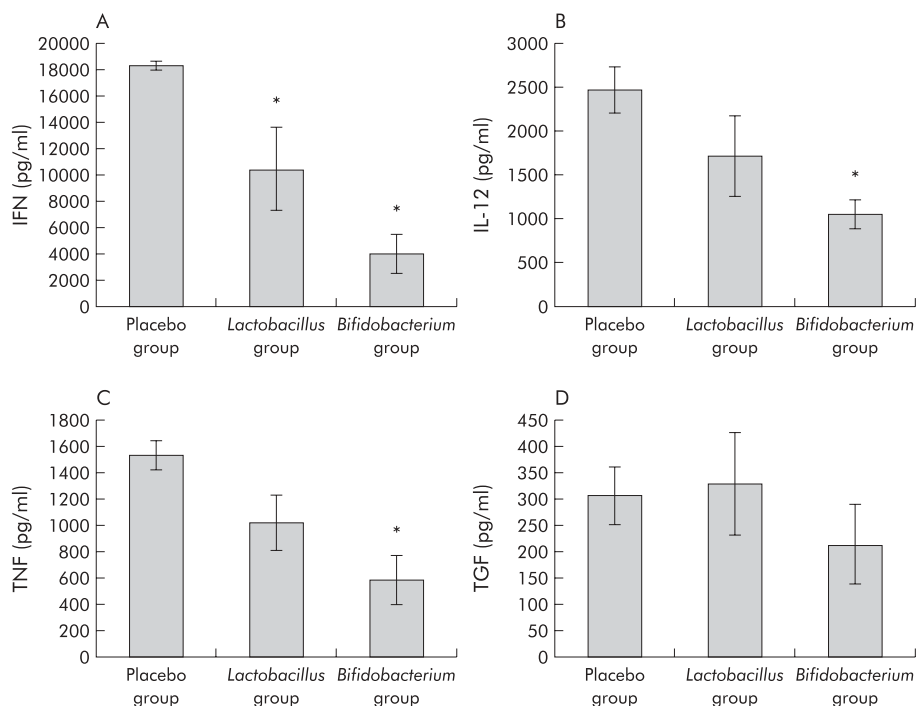 A
IFN (pg/ml)
20000
18000
16000
14000
12000
10000
8000
6000
4000
2000
0
*
*
Placebo group
Lactobacillus group
Bifidobacterium group
B
IL-12 (pg/ml)
3000
2500
2000
1500
1000
500
0
*
Placebo group
Lactobacillus group
Bifidobacterium group
C
TNF (pg/ml)
1800
1600
1400
1200
1000
800
600
400
200
0
*
Placebo group
Lactobacillus group
Bifidobacterium group
D
TGF (pg/ml)
450
400
350
300
250
200
150
100
50
0
Placebo group
Lactobacillus group
Bifidobacterium group